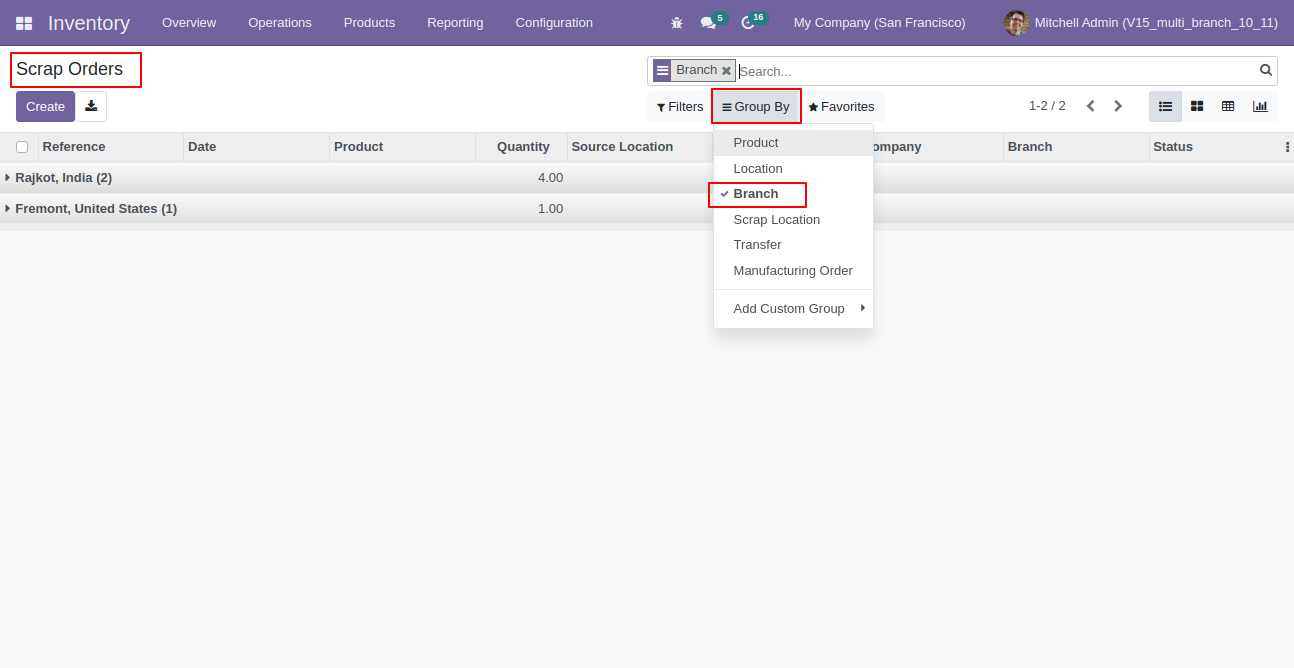 Inventory Overview Operations Products Reporting Configuration 5 16 My Company (San Francisco) Mitchell Admin (V15_multi_branch_10_11)
Scrap Orders
Branch Search...
Create
Filters Group By Favorites 1-2 / 2
Reference Date Product Quantity Source Location ompany Branch Status
Rajkot, India (2) 4.00
Fremont, United States (1) 1.00
Product
Location
Branch
Scrap Location
Transfer
Manufacturing Order
Add Custom Group